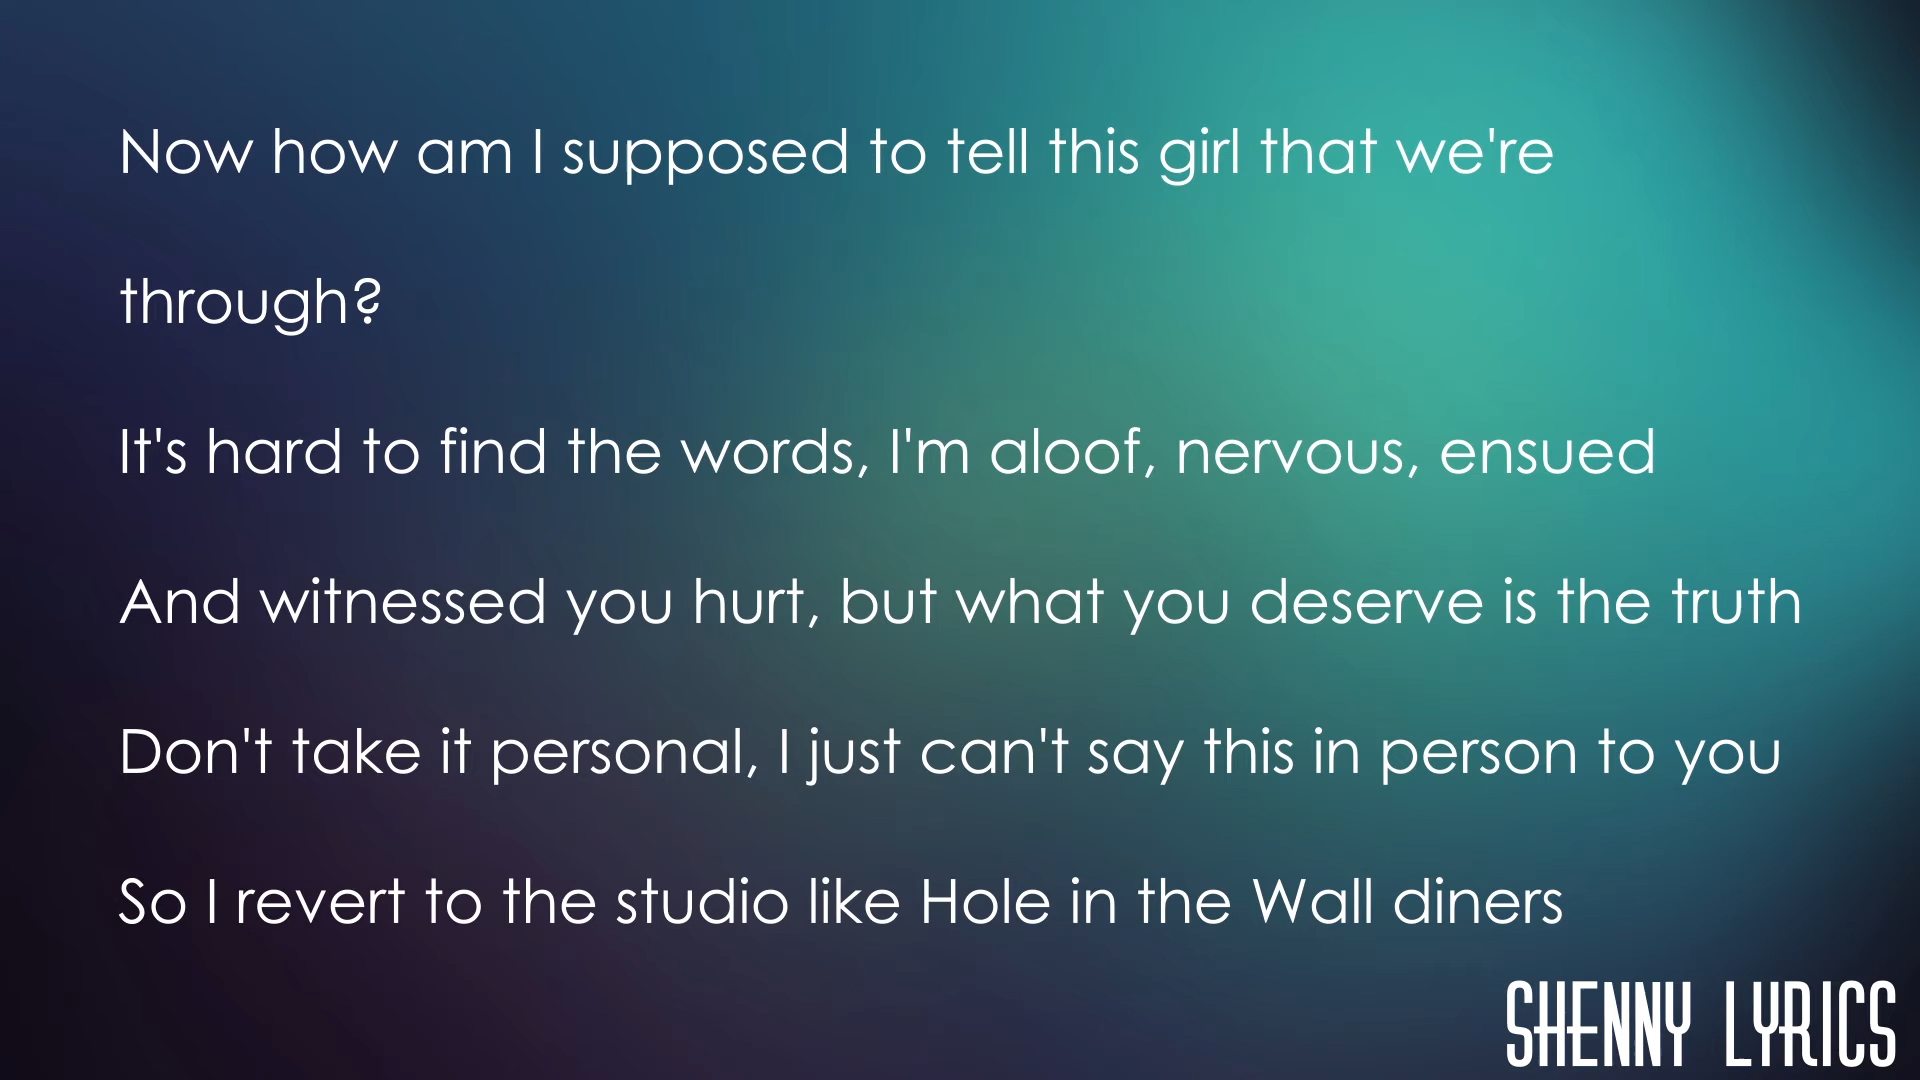 Now how am I supposed to tell this girl that we're
through?
It's hard to find the words, I'm aloof, nervous, ensued
And witnessed you hurt, but what you deserve is the truth
Don't take it personal, I just can't say this in person to you
So I revert to the studio like Hole in the Wall diners
SHENNY LYRICS